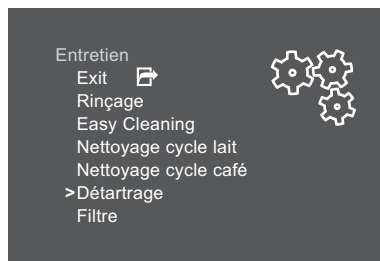 Entretien
Exit
Rinçage
Easy Cleaning
Nettoyage cycle lait
Nettoyage cycle café
>Détartrage
Filtre